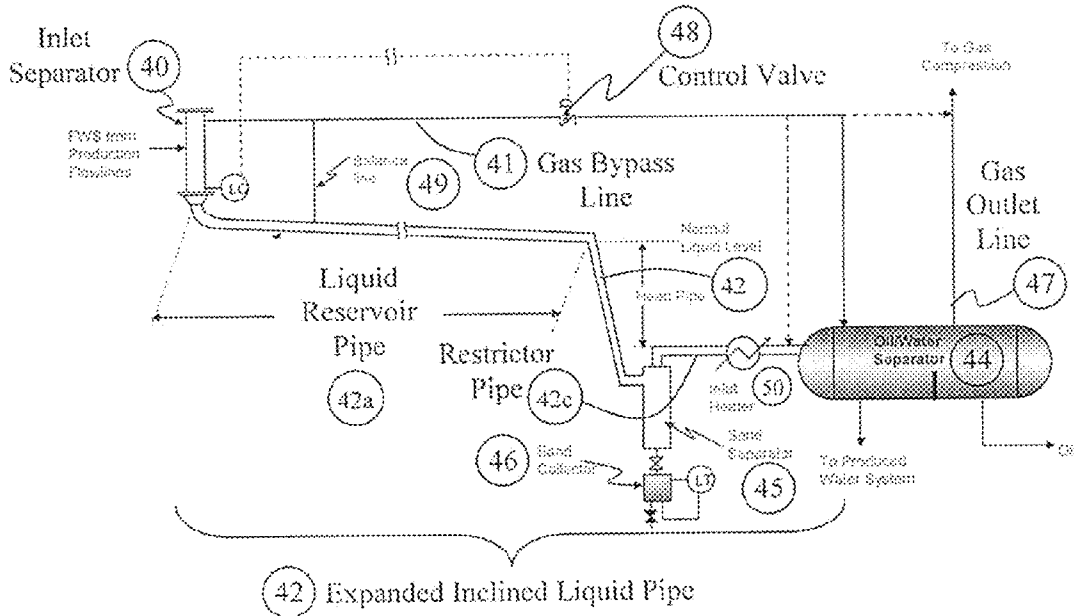 Inlet
Separator
40
48
Control Valve
To Gas
Compression
FWS from
Production
Flowlines
LC
Balance
line
49
41
Gas Bypass
Line
Gas
Outlet
Line
47
Normal
Liquid Level
42
Head Pipe
Liquid
Reservoir
Pipe
42a
Restrictor
Pipe
42c
Inlet
Heater
50
Oil/Water
Separator
44
46
Sand
Collector
Sand
Separator
45
To Produced
Water System
42 Expanded Inclined Liquid Pipe